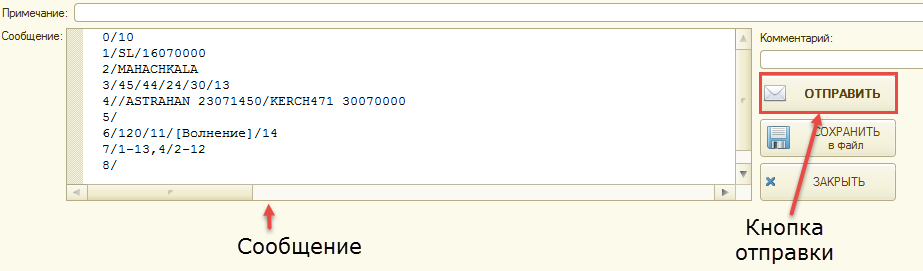 Примечание:
Сообщение:
0/10
1/SL/16070000
2/MAHACHKALA
3/45/44/24/30/13
4//ASTRAHAN 23071450/KERCH471 30070000
5/
6/120/11/[Волнение]/14
7/1-13,4/2-12
8/
Комментарий:
ОТПРАВИТЬ
СОХРАНИТЬ
в файл
ЗАКРЫТЬ
Сообщение
Кнопка
отправки